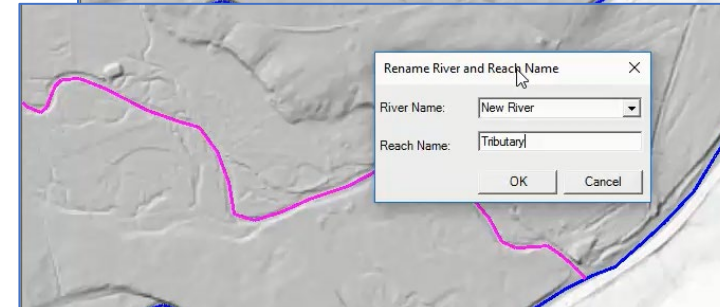 Rename River and Reach Name
River Name: New River
Reach Name: Tributary
OK Cancel